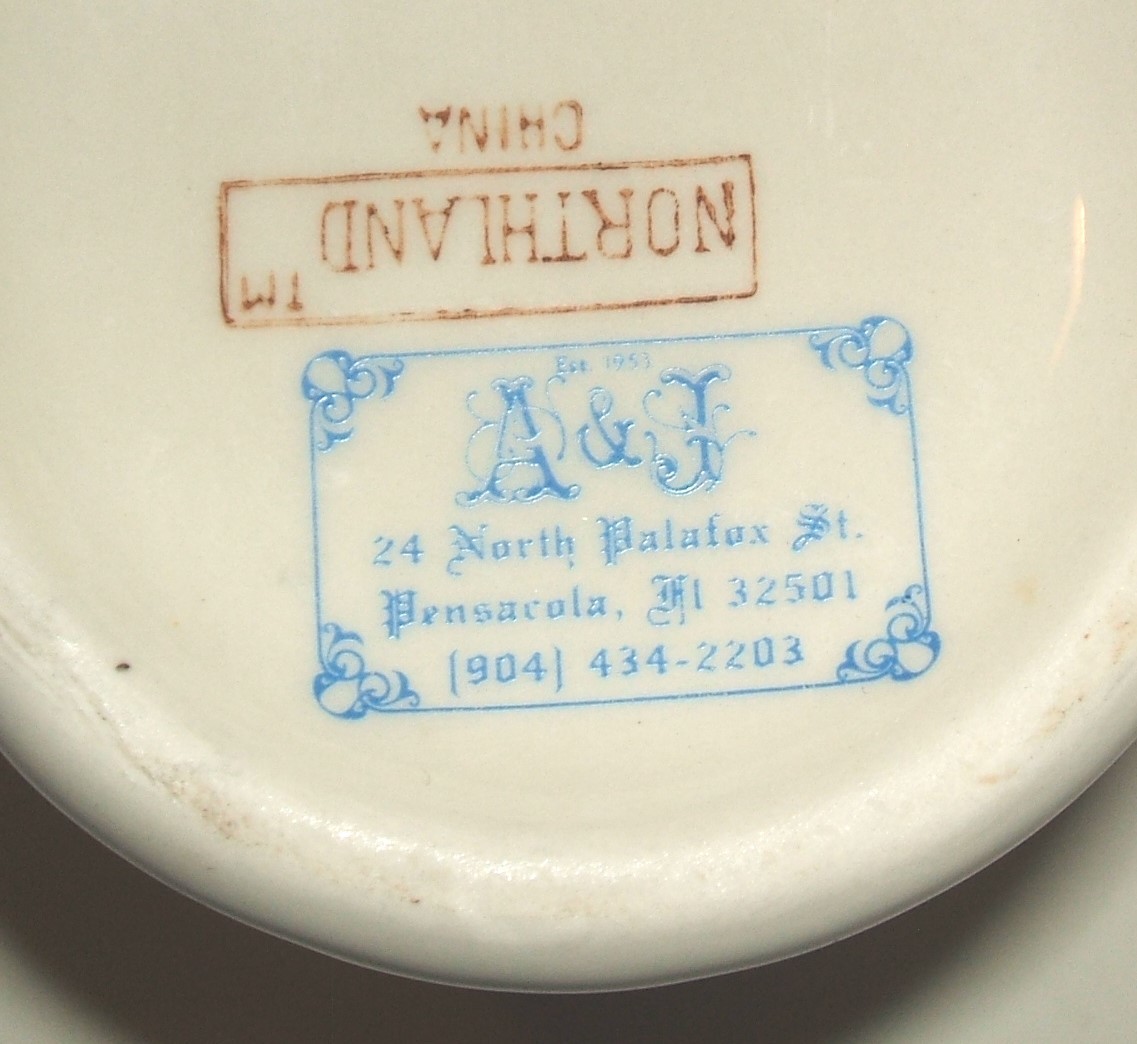 NORTHLAND ™
CHINA
Est. 1953
A & J
24 North Palafox St.
Pensacola, Fl 32501
(904) 434-2203